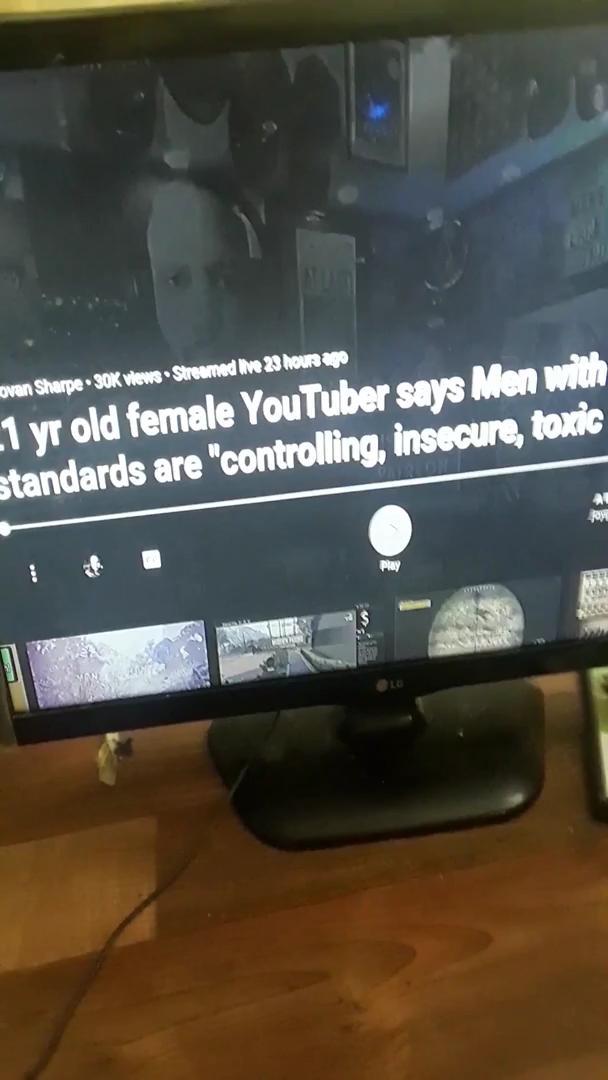 ovan Sharpe • 30K views • Streamed live 23 hours ago
1 yr old female YouTuber says Men with
standards are "controlling, insecure, toxic
Play
LG